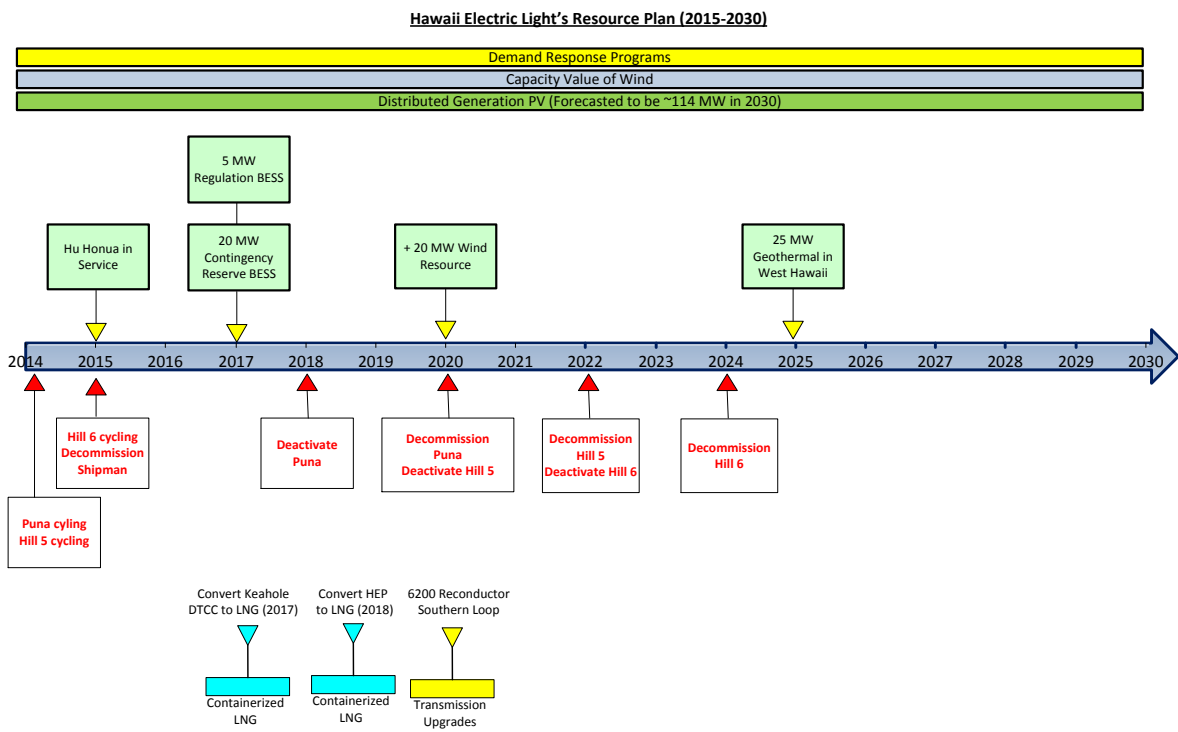 Hawaii Electric Light's Resource Plan (2015-2030)
Demand Response Programs
Capacity Value of Wind
Distributed Generation PV (Forecasted to be ~114 MW in 2030)
5 MW
Regulation BESS
Hu Honua in
Service
20 MW
Contingency
Reserve BESS
+ 20 MW Wind
Resource
25 MW
Geothermal in
West Hawaii
2014 2015 2016 2017 2018 2019 2020 2021 2022 2023 2024 2025 2026 2027 2028 2029 2030
Hill 6 cycling
Decommission
Shipman
Deactivate
Puna
Decommission
Puna
Deactivate Hill 5
Decommission
Hill 5
Deactivate Hill 6
Decommission
Hill 6
Puna cyling
Hill 5 cycling
Convert Keahole
DTCC to LNG (2017)
Convert HEP
to LNG (2018)
6200 Reconductor
Southern Loop
Containerized
LNG
Containerized
LNG
Transmission
Upgrades